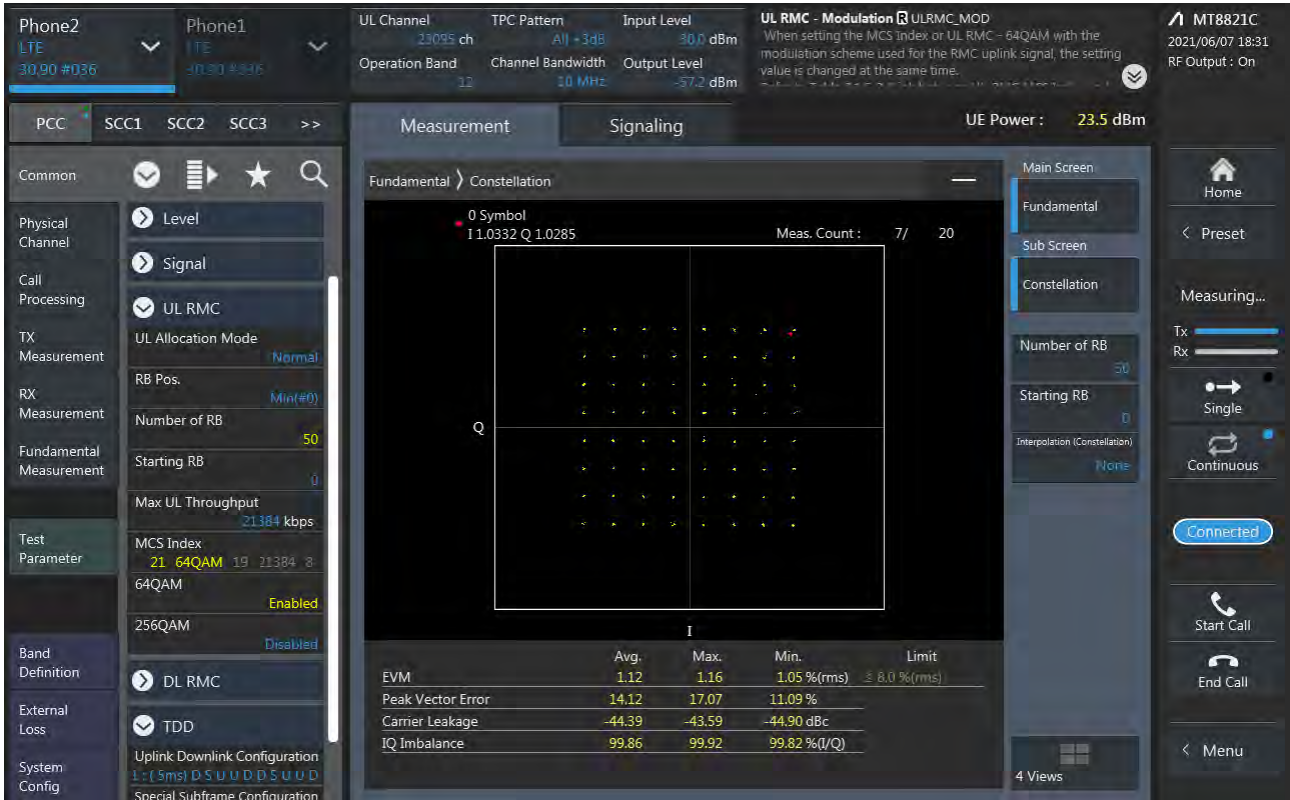 Phone2
LTE
30.90 #036
Phone1
LTE
30.90 #036
UL Channel
23095 ch
Operation Band
12
TPC Pattern
All +3dB
Channel Bandwidth
10 MHz
Input Level
30.0 dBm
Output Level
-57.2 dBm
UL RMC - Modulation R ULRMC_MOD
When setting the MCS Index or UL RMC - 64QAM with the
modulation scheme used for the RMC uplink signal, the setting
value is changed at the same time.
MT8821C
2021/06/07 18:31
RF Output : On
PCC SCC1 SCC2 SCC3 >>
Measurement
Signaling
UE Power : 23.5 dBm
Common
Physical
Channel
Call
Processing
TX
Measurement
RX
Measurement
Fundamental
Measurement
Test
Parameter
Band
Definition
External
Loss
System
Config
Level
Signal
UL RMC
UL Allocation Mode
Normal
RB Pos.
Min(#0)
Number of RB
50
Starting RB
0
Max UL Throughput
21384 kbps
MCS Index
21 64QAM 19 21384 8
64QAM
Enabled
256QAM
Disabled
DL RMC
TDD
Uplink Downlink Configuration
1 : ( 5ms) D S U U D D S U U D
Special Subframe Configuration
Fundamental 〉 Constellation
0 Symbol
I 1.0332 Q 1.0285
Meas. Count : 7/ 20
Q
I
Avg. Max. Min. Limit
EVM 1.12 1.16 1.05 %(rms) ≤ 8.0 %(rms)
Peak Vector Error 14.12 17.07 11.09 %
Carrier Leakage -44.39 -43.59 -44.90 dBc
IQ Imbalance 99.86 99.92 99.82 %(I/Q)
Main Screen
Fundamental
Sub Screen
Constellation
Number of RB
50
Starting RB
0
Interpolation (Constellation)
None
4 Views
Home
< Preset
Measuring...
Tx
Rx
Single
Continuous
Connected
Start Call
End Call
< Menu